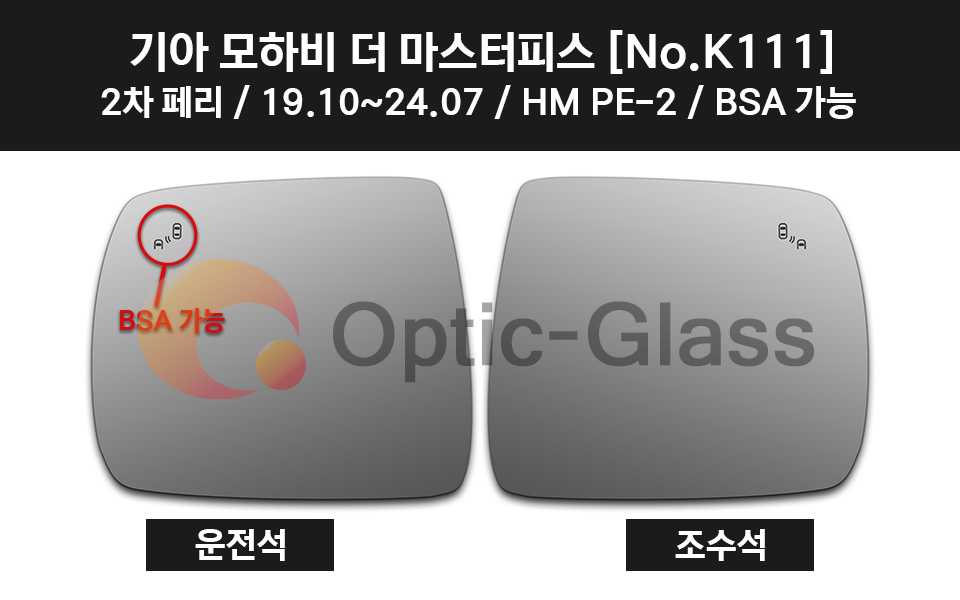 기아 모하비 더 마스터피스 [No.K111]
2차 페리 / 19.10~24.07 / HM PE-2 / BSA 가능
BSA 가능
Optic-Glass
운전석
조수석